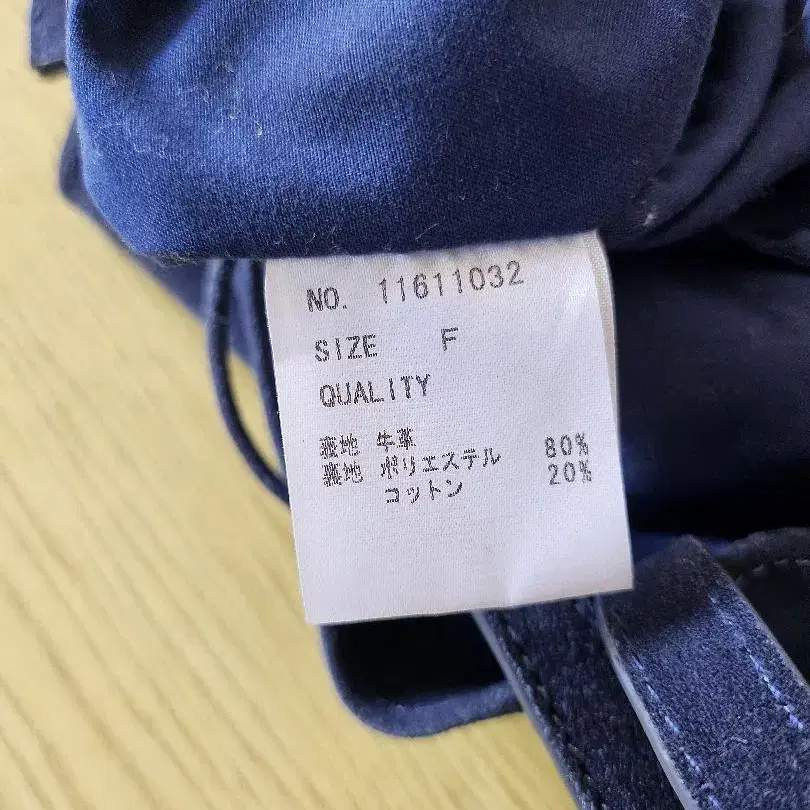 NO. 11611032
SIZE F
QUALITY
表地 牛革
裏地 ポリエステル 80%
コットン 20%